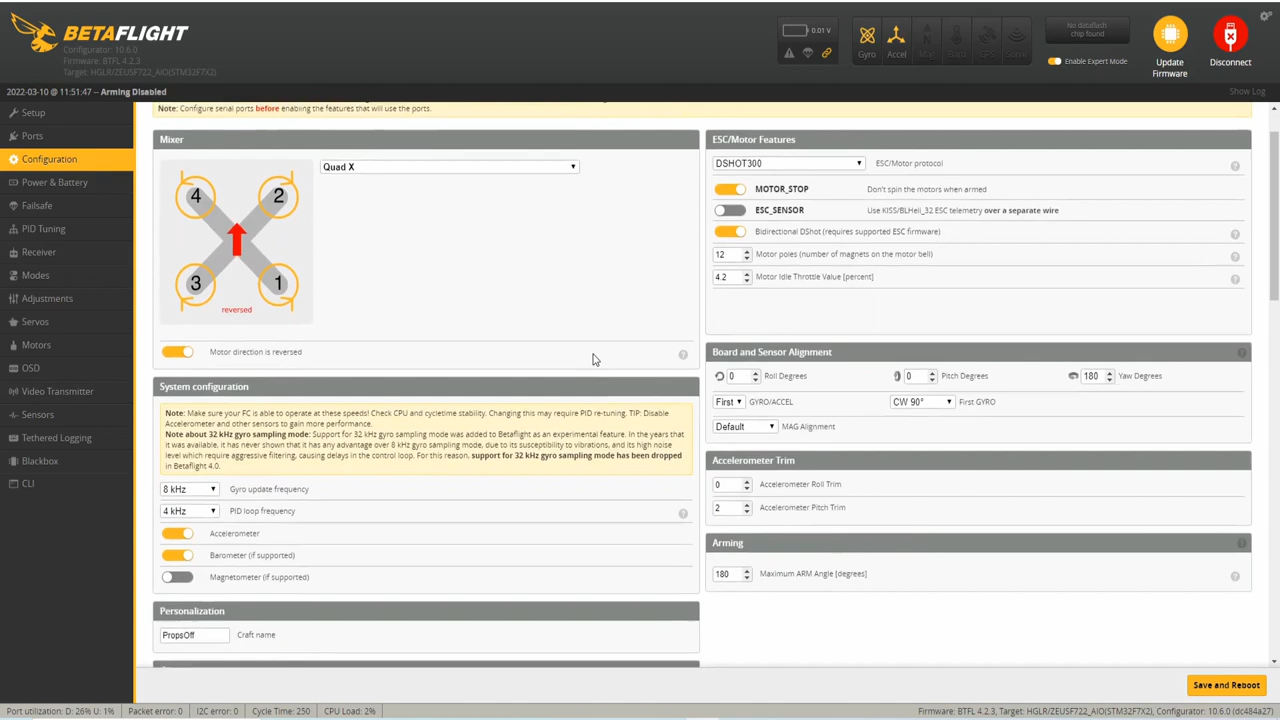 BETAFLIGHT
Configurator: 10.6.0
Firmware: BTFL 4.2.3
Target: HGLR/ZEUSF722_AIO(STM32F7X2)
0.01 V
Gyro
Accel
No dataflash
chip found
Enable Expert Mode
Update
Firmware
Disconnect
2022-03-10 @ 11:51:47 -- Arming Disabled
Show Log
Setup
Ports
Configuration
Power & Battery
Failsafe
PID Tuning
Receiver
Modes
Adjustments
Servos
Motors
OSD
Video Transmitter
Sensors
Tethered Logging
Blackbox
CLI
Note: Configure serial ports before enabling the features that will use the ports.
Mixer
Quad X
4
2
3
1
reversed
Motor direction is reversed
System configuration
Note: Make sure your FC is able to operate at these speeds! Check CPU and cycletime stability. Changing this may require PID re-tuning. TIP: Disable
Accelerometer and other sensors to gain more performance.
Note about 32 kHz gyro sampling mode: Support for 32 kHz gyro sampling mode was added to Betaflight as an experimental feature. In the years that
it was available, it has never shown that it has any advantage over 8 kHz gyro sampling mode, due to its susceptibility to vibrations, and its high noise
level which require aggressive filtering, causing delays in the control loop. For this reason, support for 32 kHz gyro sampling mode has been dropped
in Betaflight 4.0.
8 kHz Gyro update frequency
4 kHz PID loop frequency
Accelerometer
Barometer (if supported)
Magnetometer (if supported)
Personalization
PropsOff Craft name
ESC/Motor Features
DSHOT300 ESC/Motor protocol
MOTOR_STOP Don't spin the motors when armed
ESC_SENSOR Use KISS/BLHeli_32 ESC telemetry over a separate wire
Bidirectional DShot (requires supported ESC firmware)
12 Motor poles (number of magnets on the motor bell)
4.2 Motor Idle Throttle Value [percent]
Board and Sensor Alignment
0 Roll Degrees 0 Pitch Degrees 180 Yaw Degrees
First GYRO/ACCEL CW 90° First GYRO
Default MAG Alignment
Accelerometer Trim
0 Accelerometer Roll Trim
2 Accelerometer Pitch Trim
Arming
180 Maximum ARM Angle [degrees]
Save and Reboot
Port utilization: D: 26% U: 1% Packet error: 0 I2C error: 0 Cycle Time: 250 CPU Load: 2% Firmware: BTFL 4.2.3, Target: HGLR/ZEUSF722_AIO(STM32F7X2), Configurator: 10.6.0 (dc484a27)